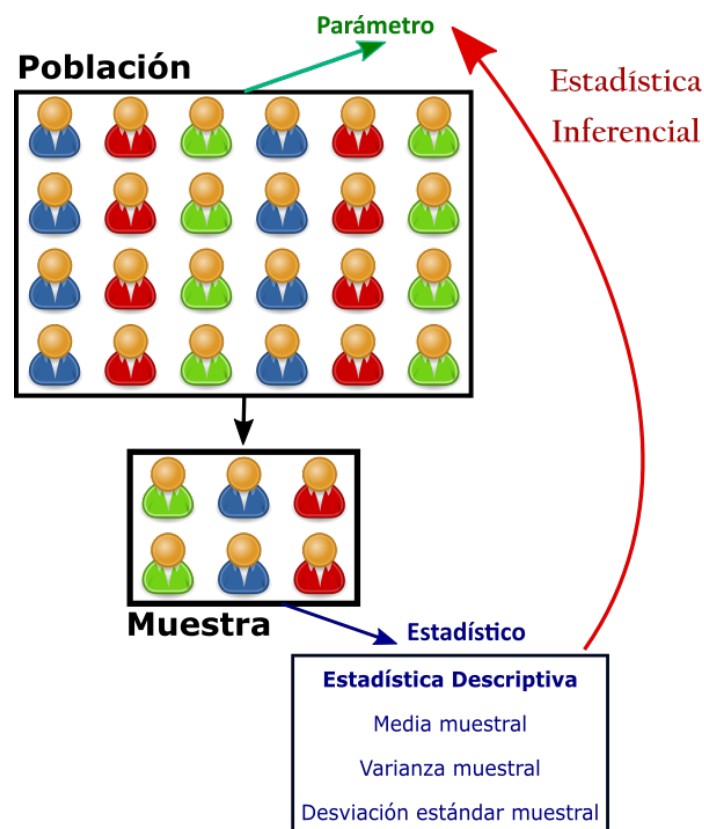 Parámetro
Población
Estadística
Inferencial
Muestra
Estadístico
Estadística Descriptiva
Media muestral
Varianza muestral
Desviación estándar muestral